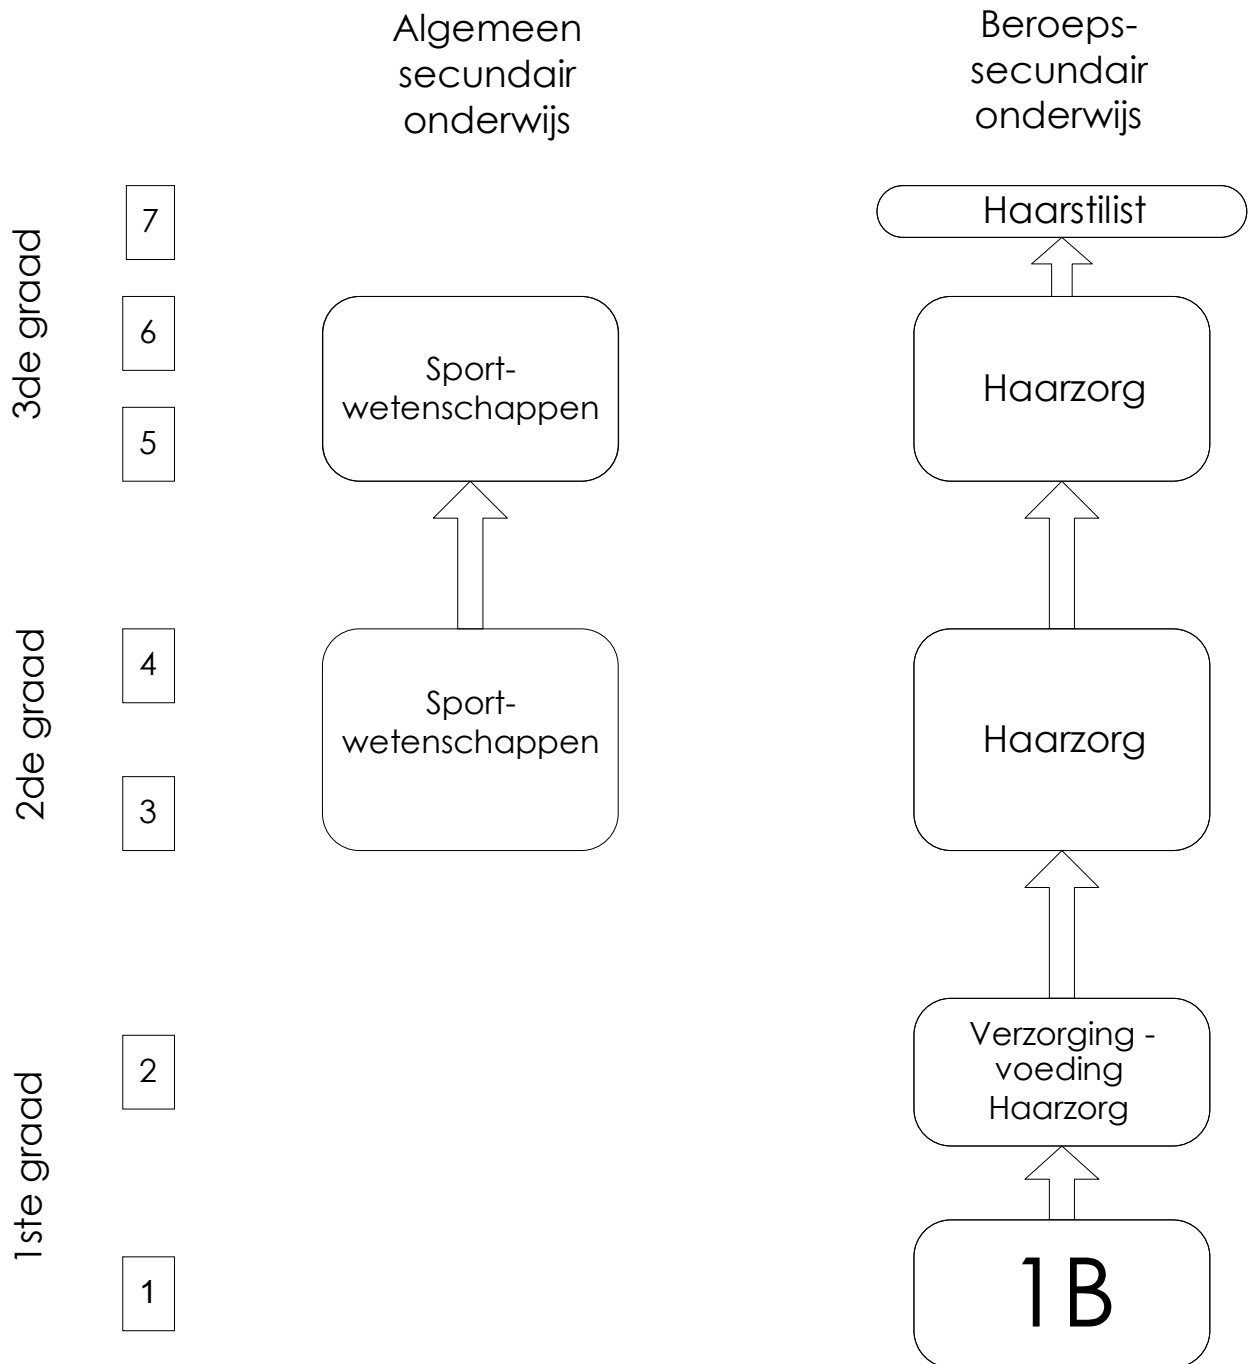 Algemeen
secundair
onderwijs
Beroeps-
secundair
onderwijs
3de graad
7
Haarstilist
6
5
Sport-
wetenschappen
Haarzorg
2de graad
4
3
Sport-
wetenschappen
Haarzorg
1ste graad
2
Verzorging -
voeding
Haarzorg
1
1B